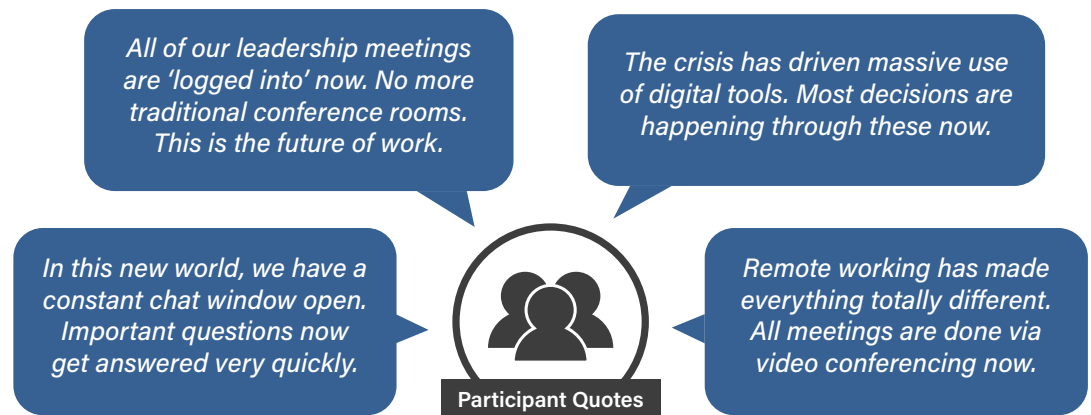 All of our leadership meetings
are ‘logged into’ now. No more
traditional conference rooms.
This is the future of work.
The crisis has driven massive use
of digital tools. Most decisions are
happening through these now.
In this new world, we have a
constant chat window open.
Important questions now
get answered very quickly.
Remote working has made
everything totally different.
All meetings are done via
video conferencing now.
Participant Quotes